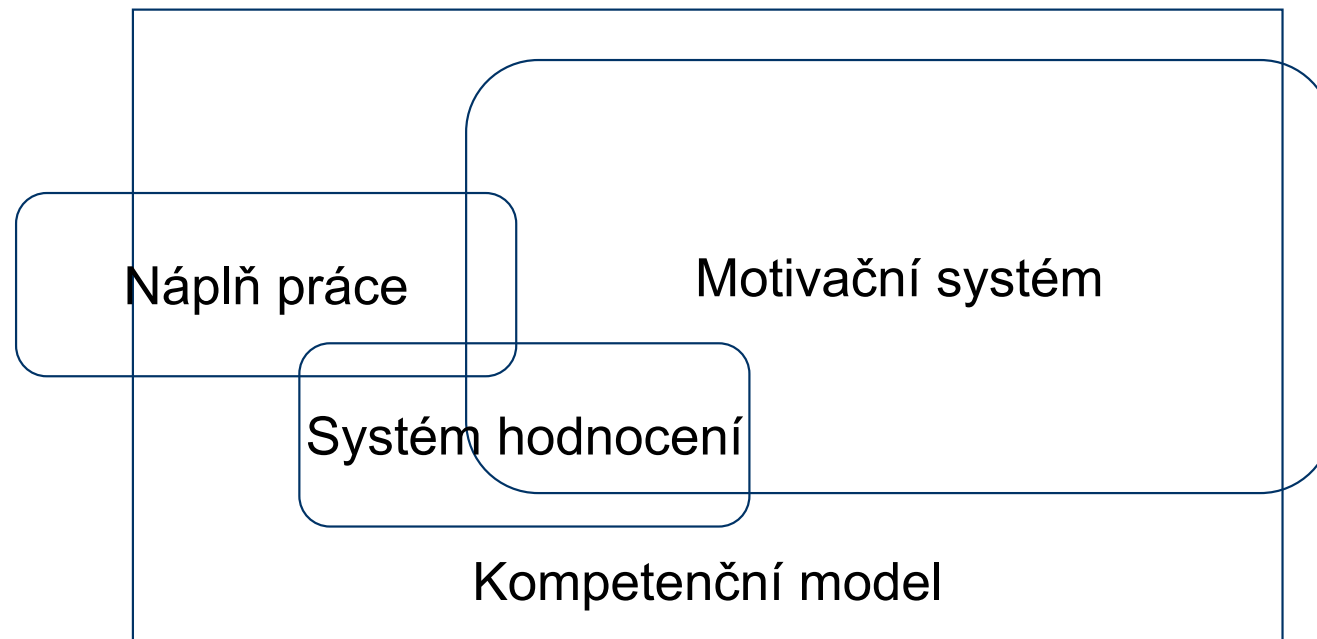 Náplň práce
Motivační systém
Systém hodnocení
Kompetenční model